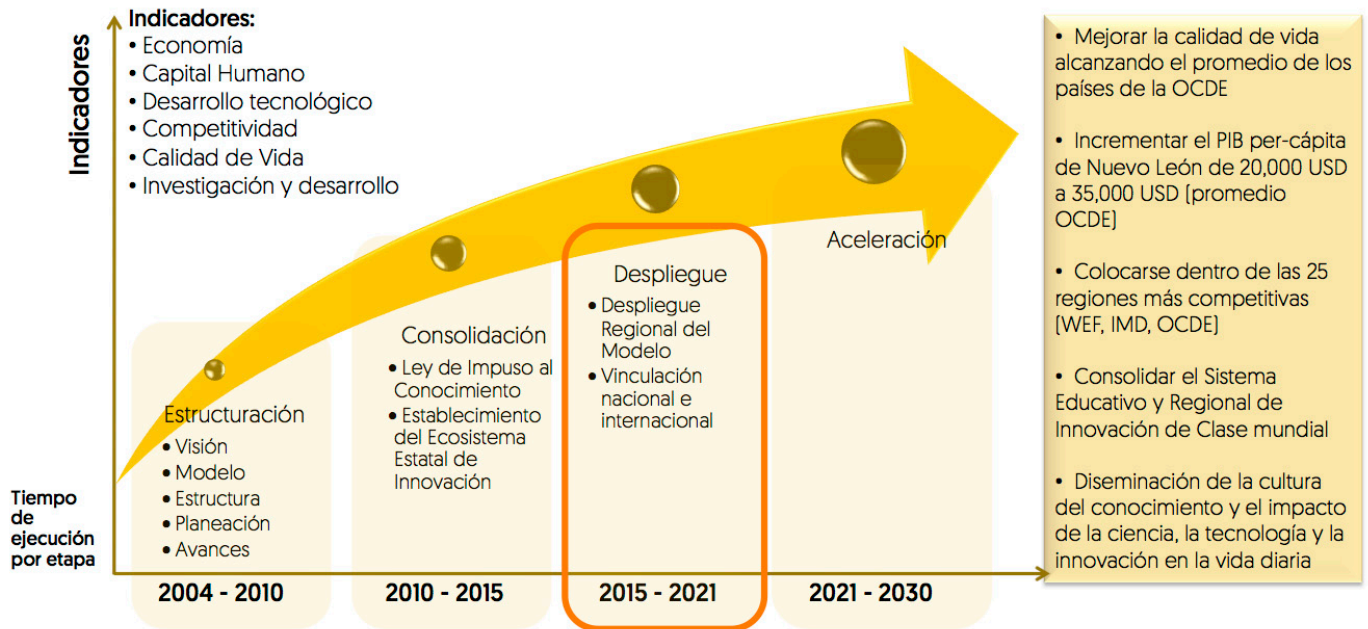 Indicadores
Indicadores:
• Economía
• Capital Humano
• Desarrollo tecnológico
• Competitividad
• Calidad de Vida
• Investigación y desarrollo
Tiempo
de
ejecución
por etapa
Estructuración
• Visión
• Modelo
• Estructura
• Planeación
• Avances
2004 - 2010
Consolidación
• Ley de Impuso al
Conocimiento
• Establecimiento
del Ecosistema
Estatal de
Innovación
2010 - 2015
Despliegue
• Despliegue
Regional del
Modelo
• Vinculación
nacional e
internacional
2015 - 2021
Aceleración
2021 - 2030
• Mejorar la calidad de vida
alcanzando el promedio de los
países de la OCDE
• Incrementar el PIB per-cápita
de Nuevo León de 20,000 USD
a 35,000 USD (promedio
OCDE)
• Colocarse dentro de las 25
regiones más competitivas
(WEF, IMD, OCDE)
• Consolidar el Sistema
Educativo y Regional de
Innovación de Clase mundial
• Diseminación de la cultura
del conocimiento y el impacto
de la ciencia, la tecnología y la
innovación en la vida diaria